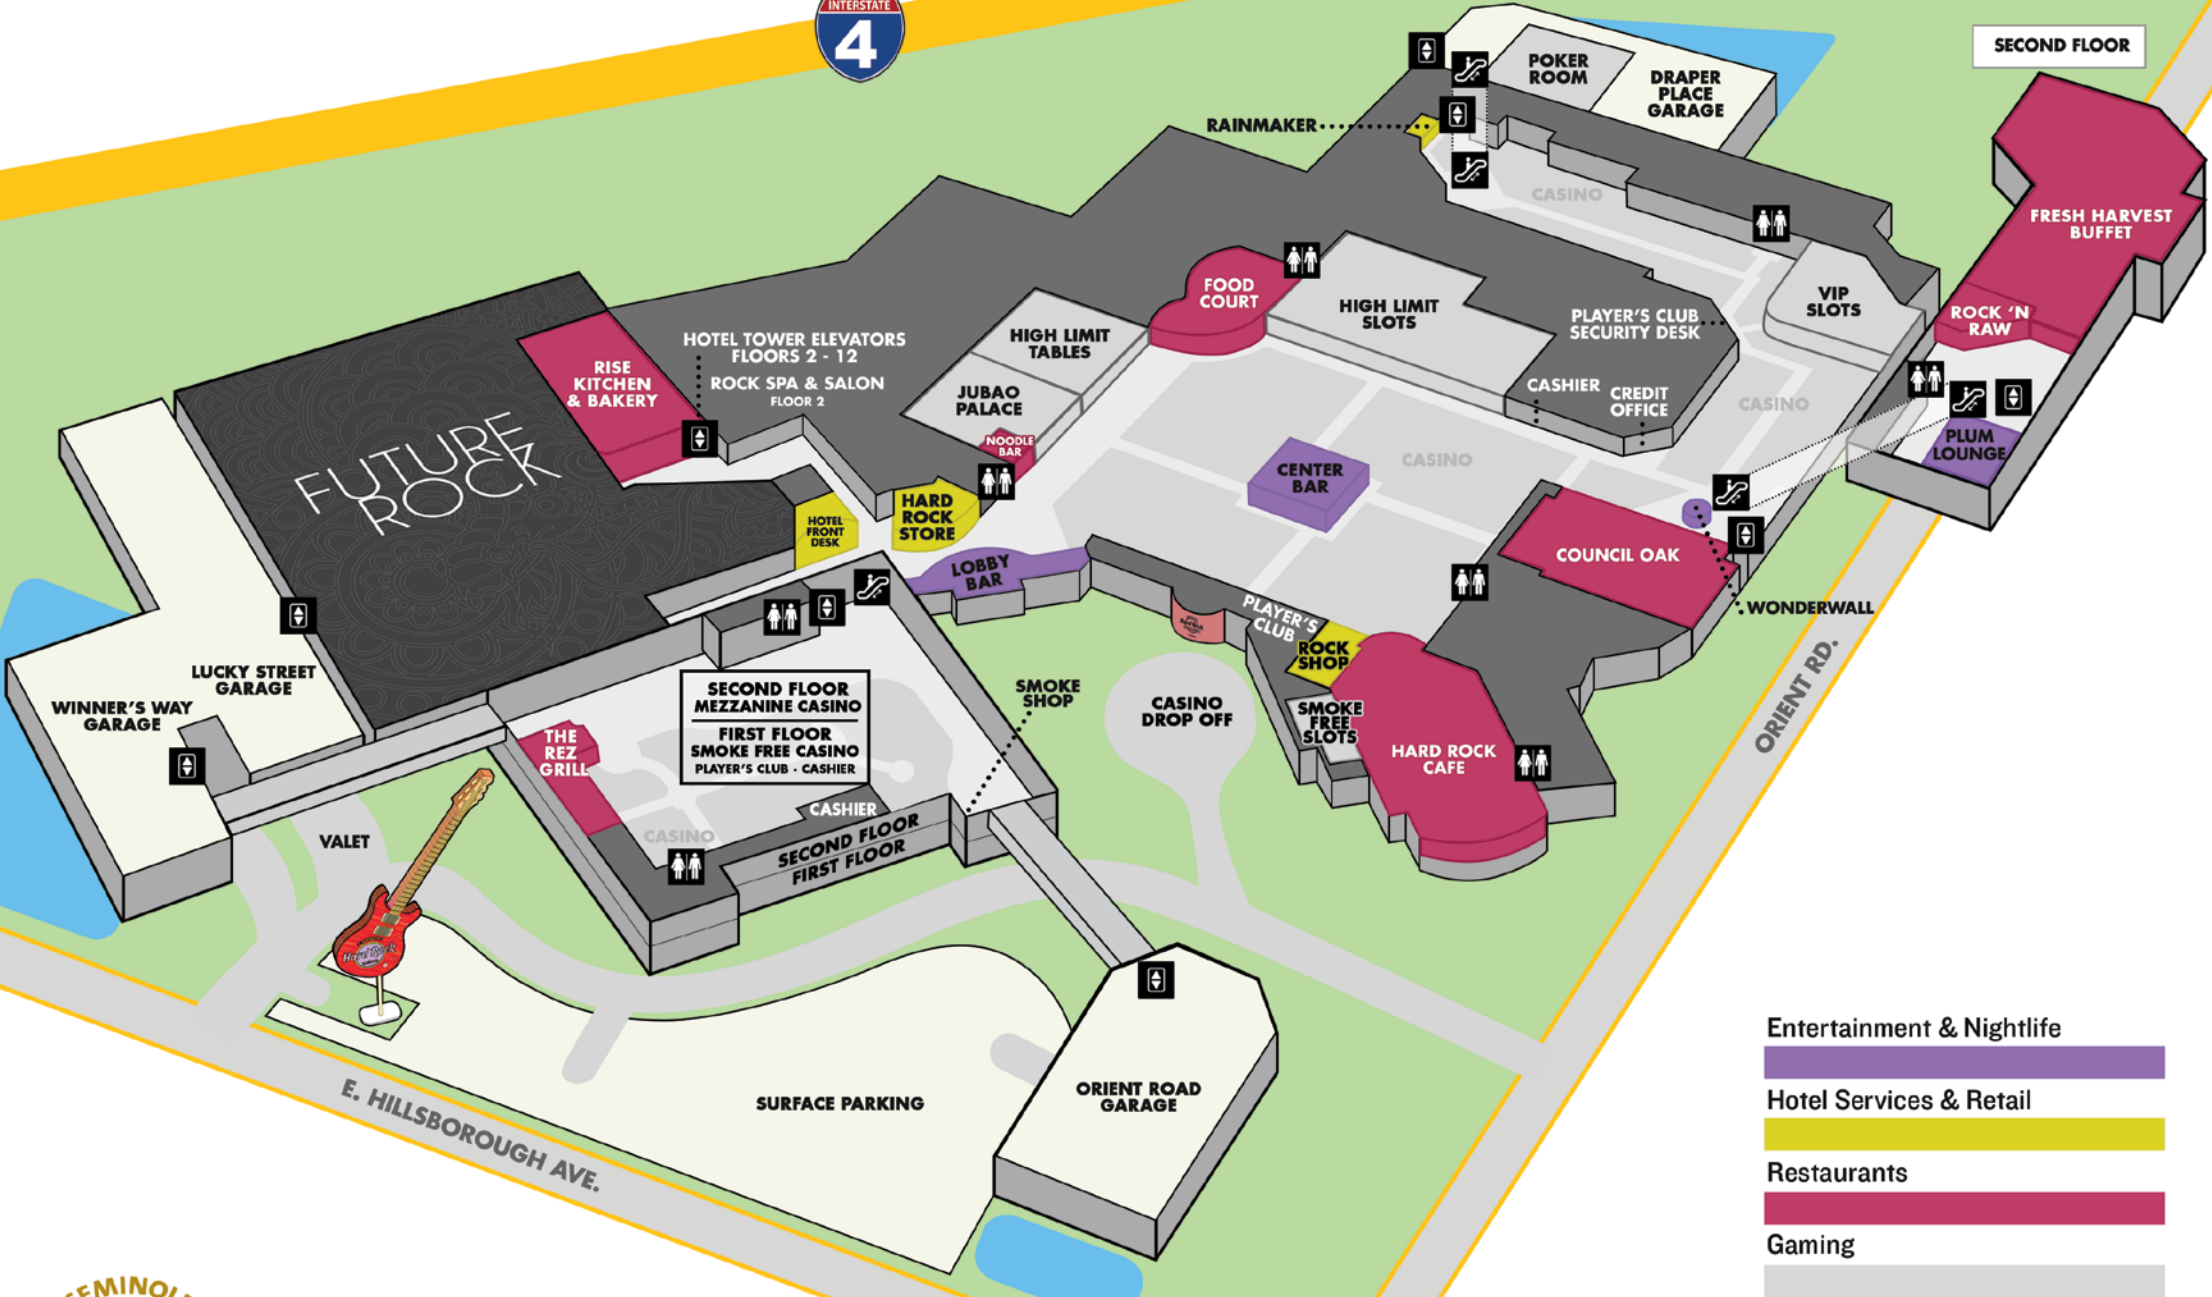 INTERSTATE
4
SECOND FLOOR
POKER
ROOM
DRAPER
PLACE
GARAGE
RAINMAKER
CASINO
FRESH HARVEST
BUFFET
FOOD
COURT
HIGH LIMIT
SLOTS
VIP
SLOTS
ROCK 'N
RAW
PLAYER'S CLUB
SECURITY DESK
HOTEL TOWER ELEVATORS
FLOORS 2 - 12
ROCK SPA & SALON
FLOOR 2
HIGH LIMIT
TABLES
RISE
KITCHEN
& BAKERY
JUBAO
PALACE
CASHIER
CREDIT
OFFICE
CASINO
NOODLE
BAR
PLUM
LOUNGE
FUTURE
ROCK
CENTER
BAR
CASINO
HARD
ROCK
STORE
HOTEL
FRONT
DESK
COUNCIL OAK
LOBBY
BAR
WONDERWALL
PLAYER'S
CLUB
ROCK
SHOP
LUCKY STREET
GARAGE
WINNER'S WAY
GARAGE
SECOND FLOOR
MEZZANINE CASINO
FIRST FLOOR
SMOKE FREE CASINO
PLAYER'S CLUB · CASHIER
SMOKE
SHOP
CASINO
DROP OFF
SMOKE
FREE
SLOTS
HARD ROCK
CAFE
ORIENT RD.
THE
REZ
GRILL
CASHIER
CASINO
SECOND FLOOR
FIRST FLOOR
VALET
Hard Rock
ORIENT ROAD
GARAGE
SURFACE PARKING
E. HILLSBOROUGH AVE.
Entertainment & Nightlife
Hotel Services & Retail
Restaurants
Gaming